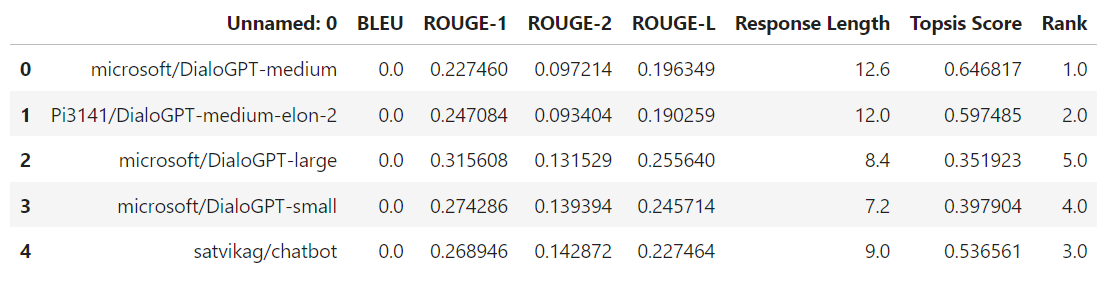 Unnamed: 0 BLEU ROUGE-1 ROUGE-2 ROUGE-L Response Length Topsis Score Rank
0 microsoft/DialoGPT-medium 0.0 0.227460 0.097214 0.196349 12.6 0.646817 1.0
1 Pi3141/DialoGPT-medium-elon-2 0.0 0.247084 0.093404 0.190259 12.0 0.597485 2.0
2 microsoft/DialoGPT-large 0.0 0.315608 0.131529 0.255640 8.4 0.351923 5.0
3 microsoft/DialoGPT-small 0.0 0.274286 0.139394 0.245714 7.2 0.397904 4.0
4 satvikag/chatbot 0.0 0.268946 0.142872 0.227464 9.0 0.536561 3.0